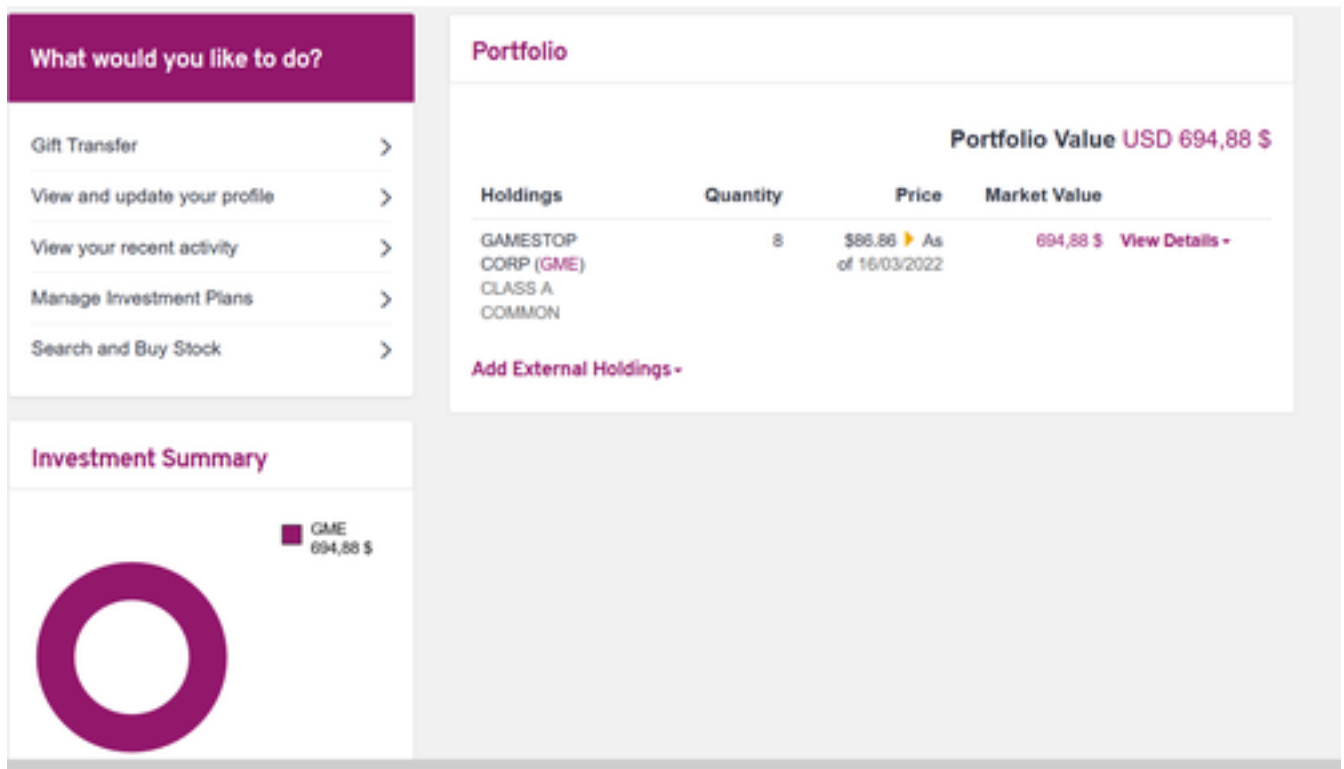 What would you like to do?
Gift Transfer
View and update your profile
View your recent activity
Manage Investment Plans
Search and Buy Stock
Investment Summary
GME
694,88 $
Portfolio
Portfolio Value USD 694,88 $
Holdings Quantity Price Market Value
GAMESTOP 8 $86.86 As 694,88 $ View Details
CORP (GME) of 16/03/2022
CLASS A
COMMON
Add External Holdings